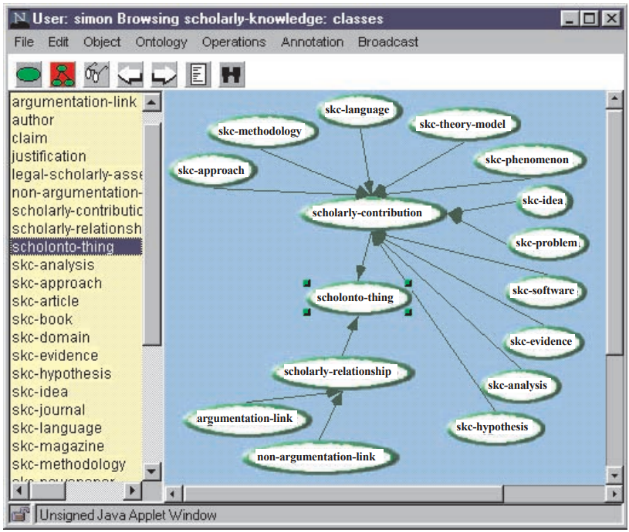 User: simon Browsing scholarly-knowledge: classes
File Edit Object Ontology Operations Annotation Broadcast
argumentation-link
author
claim
justification
legal-scholarly-asse
non-argumentation-
scholarly-contributic
scholarly-relationsh
scholonto-thing
skc-analysis
skc-approach
skc-article
skc-book
skc-domain
skc-evidence
skc-hypothesis
skc-idea
skc-journal
skc-language
skc-magazine
skc-methodology
skc-language
skc-methodology
skc-theory-model
skc-approach
skc-phenomenon
skc-idea
scholarly-contribution
skc-problem
skc-software
scholonto-thing
skc-evidence
scholarly-relationship
skc-analysis
argumentation-link
skc-hypothesis
non-argumentation-link
Unsigned Java Applet Window